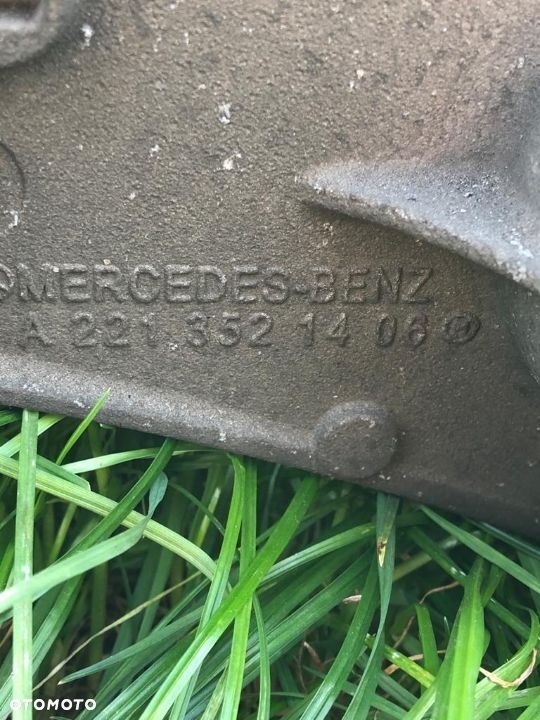 MERCEDES-BENZ
A 221 352 14 06
OTOMOTO